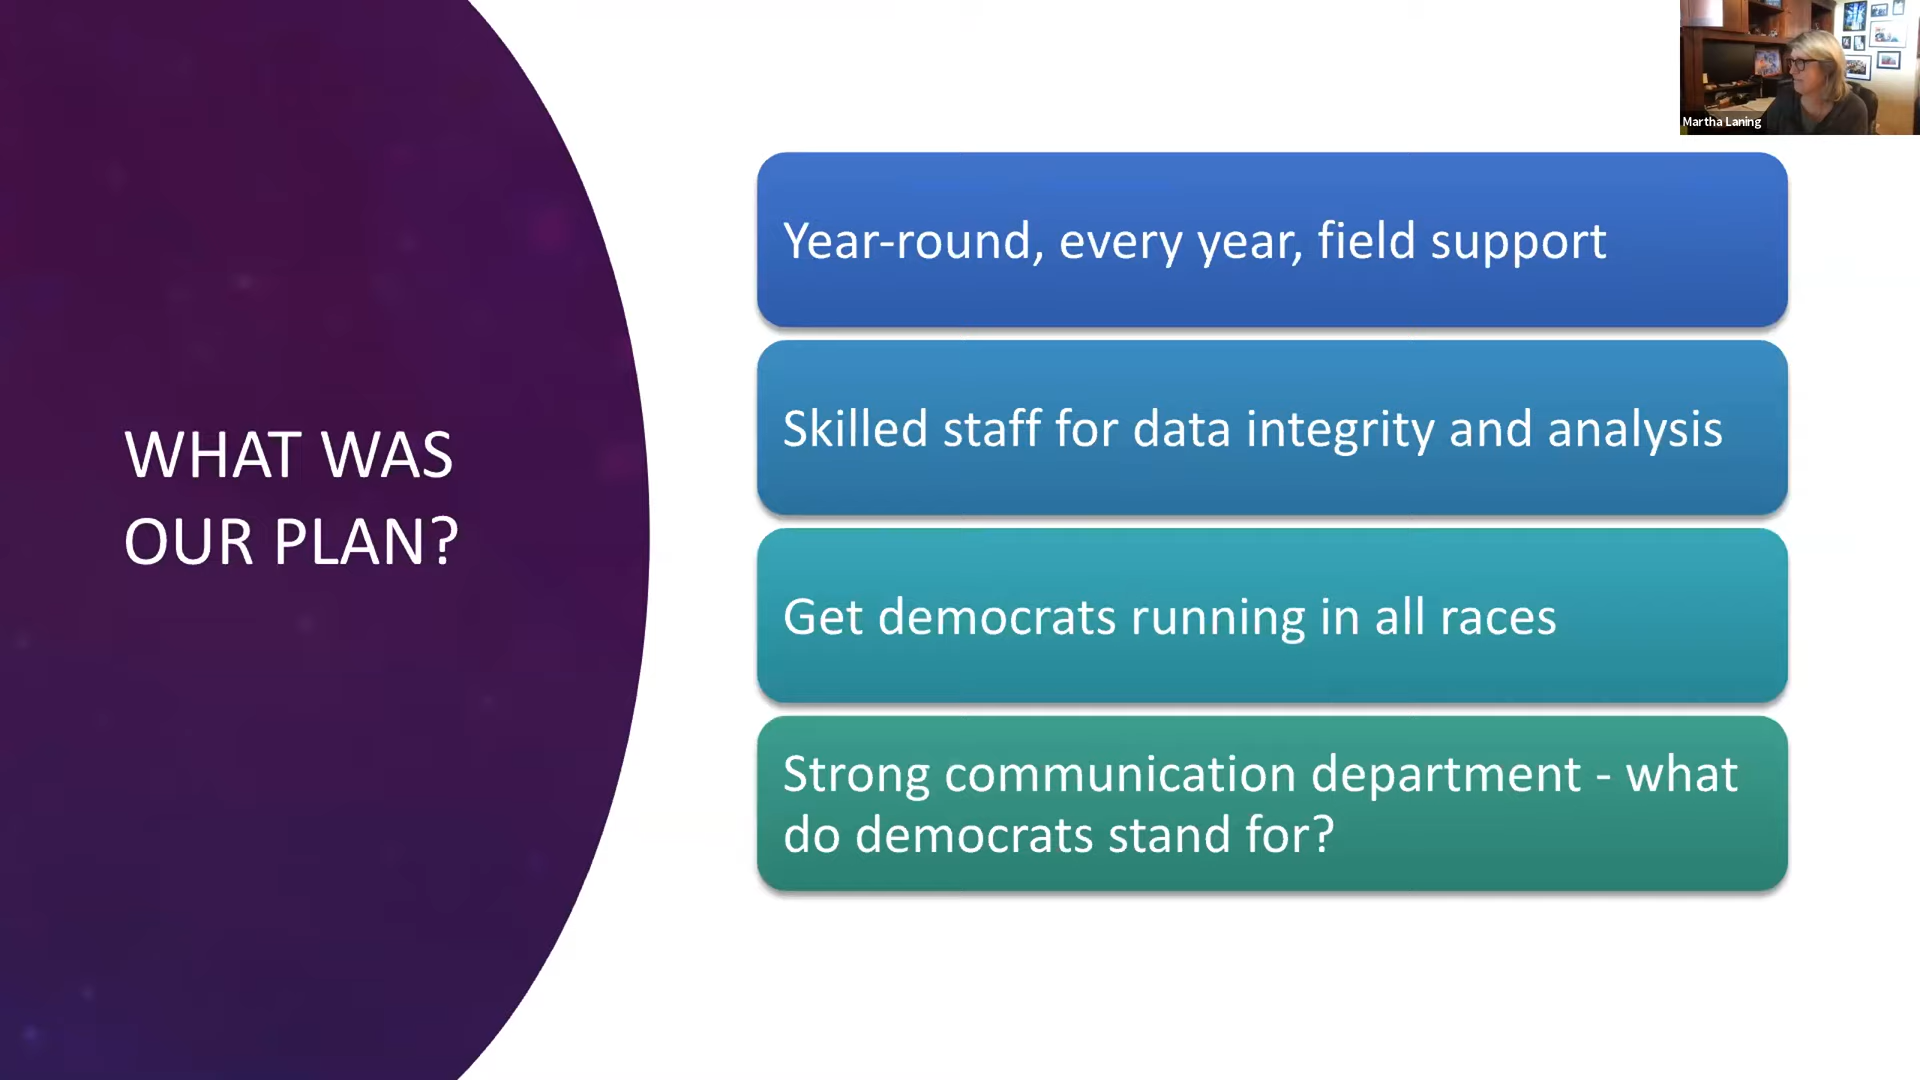 WHAT WAS
OUR PLAN?
Year-round, every year, field support
Skilled staff for data integrity and analysis
Get democrats running in all races
Strong communication department - what
do democrats stand for?
Martha Laning